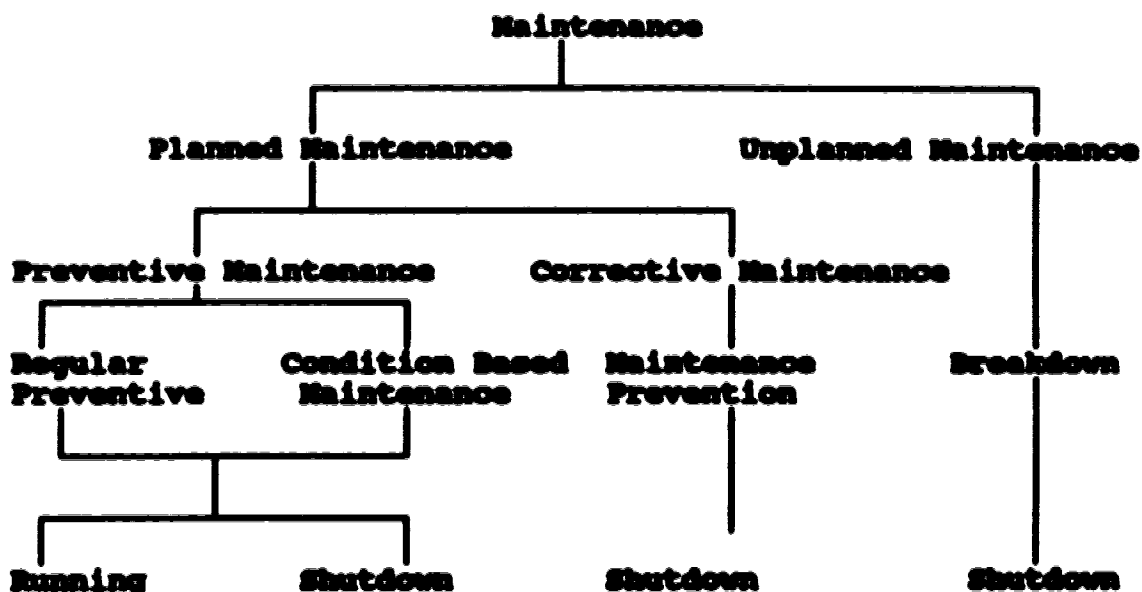 Maintenance
Planned Maintenance Unplanned Maintenance
Preventive Maintenance Corrective Maintenance
Regular Condition Based Maintenance Breakdown
Preventive Maintenance Prevention
Running Shutdown Shutdown Shutdown